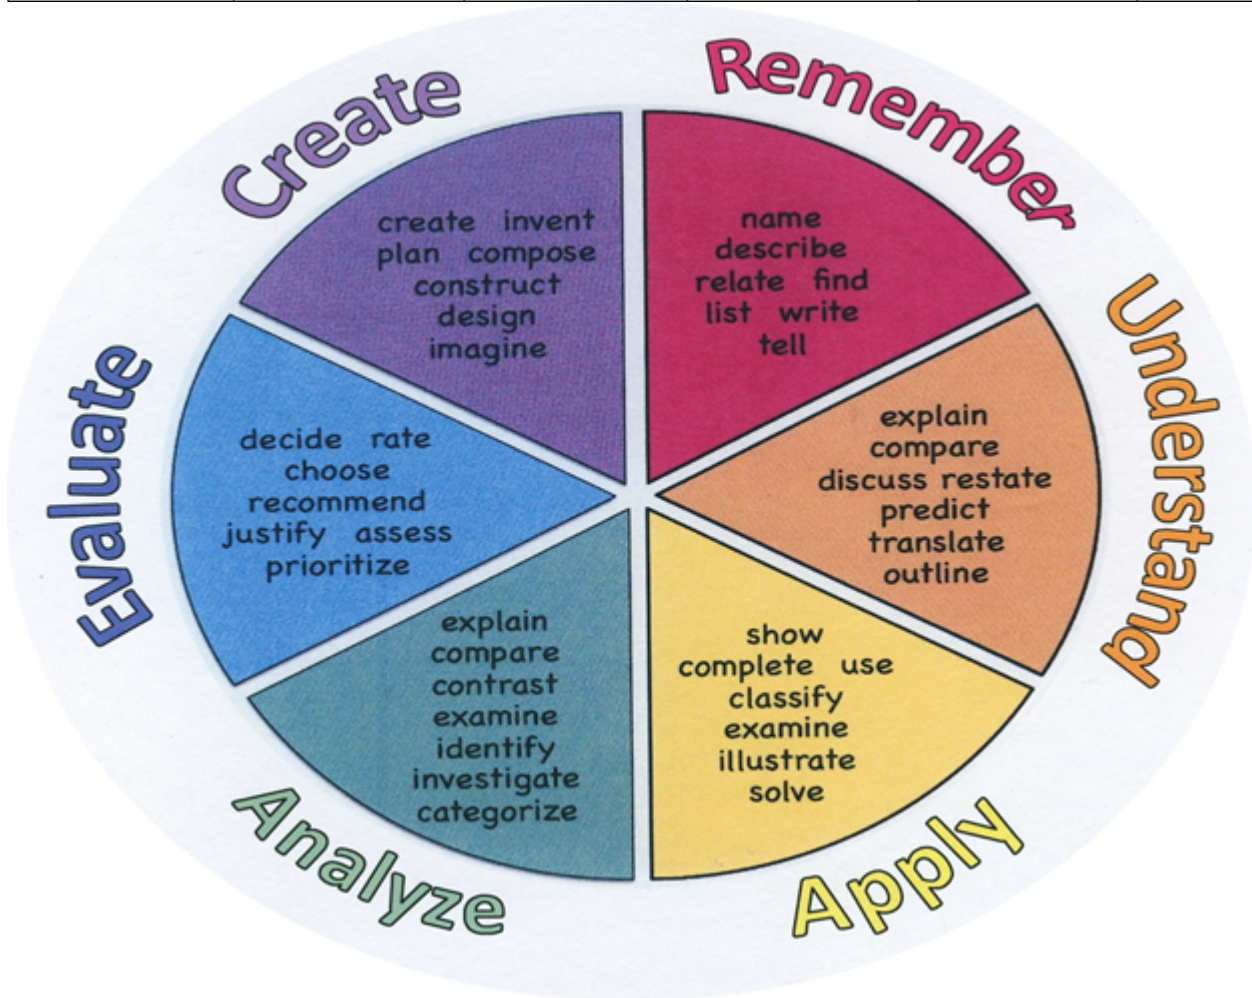 Remember
name
describe
relate find
list write
tell
Understand
explain
compare
discuss restate
predict
translate
outline
Apply
show
complete use
classify
examine
illustrate
solve
Analyze
explain
compare
contrast
examine
identify
investigate
categorize
Evaluate
decide rate
choose
recommend
justify assess
prioritize
Create
create invent
plan compose
construct
design
imagine